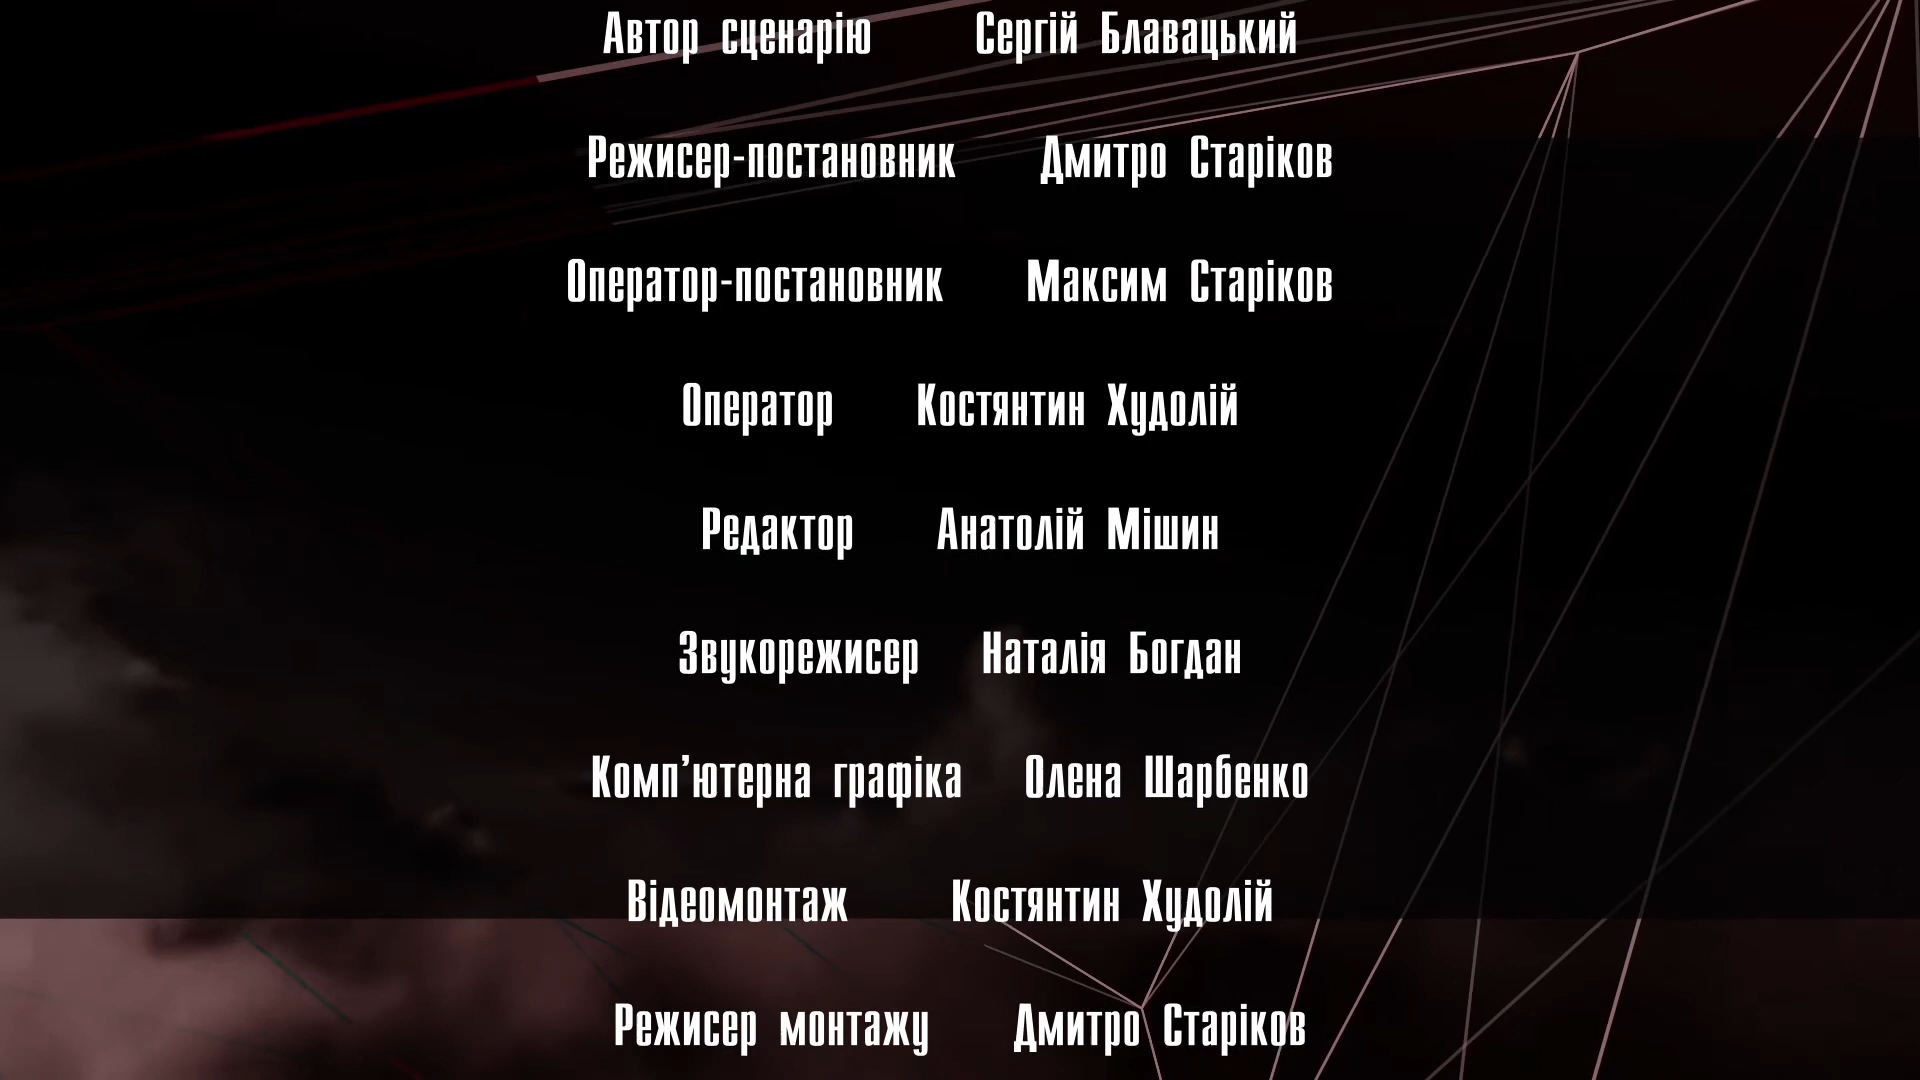 Автор сценарію Сергій Блавацький
Режисер-постановник Дмитро Старіков
Оператор-постановник Максим Старіков
Оператор Костянтин Худолій
Редактор Анатолій Мішин
Звукорежисер Наталія Богдан
Комп’ютерна графіка Олена Шарбенко
Відеомонтаж Костянтин Худолій
Режисер монтажу Дмитро Старіков